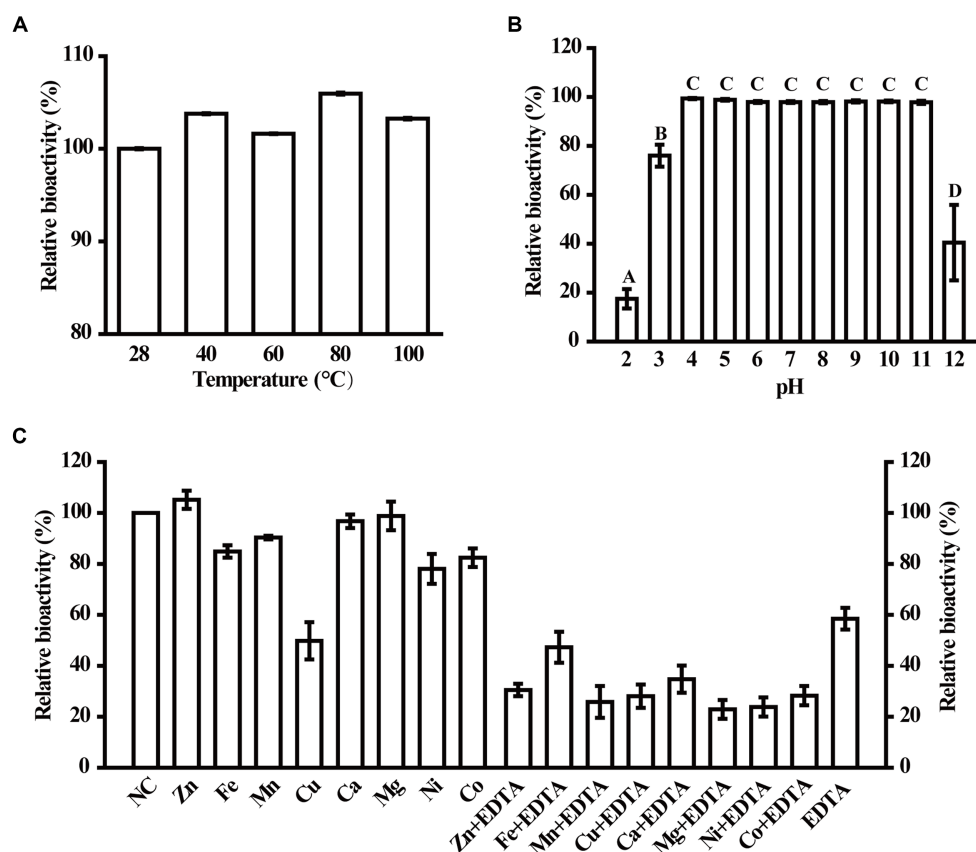 A
Relative bioactivity (%)
110
100
90
80
28 40 60 80 100
Temperature (°C)
B
Relative bioactivity (%)
120
100
80
60
40
20
0
A B C C C C C C C C D
2 3 4 5 6 7 8 9 10 11 12
pH
C
Relative bioactivity (%)
120
100
80
60
40
20
0
NC Zn Fe Mn Cu Ca Mg Ni Co Zn+EDTA Fe+EDTA Mn+EDTA Cu+EDTA Ca+EDTA Mg+EDTA Ni+EDTA Co+EDTA EDTA
120
100
80
60
40
20
0
Relative bioactivity (%)